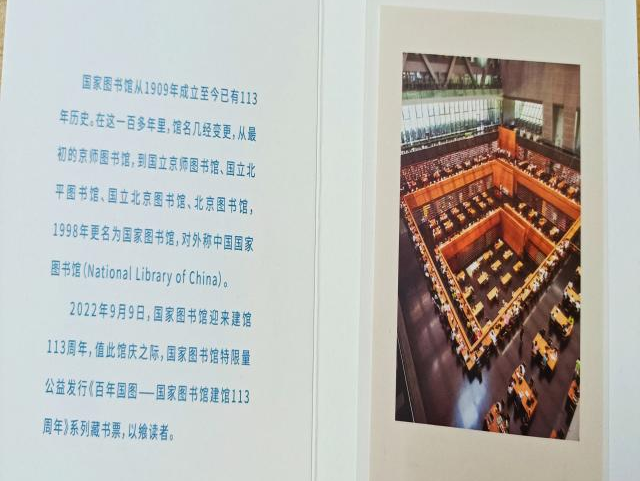 国家图书馆从1909年成立至今已有113
年历史。在这一百多年里，馆名几经变更，从最
初的京师图书馆，到国立京师图书馆、国立北
平图书馆、国立北京图书馆、北京图书馆，
1998年更名为国家图书馆，对外称中国国家
图书馆（National Library of China）。
2022年9月9日，国家图书馆迎来建馆
113周年，值此馆庆之际，国家图书馆特限量
公益发行《百年国图——国家图书馆建馆113
周年》系列藏书票，以飨读者。